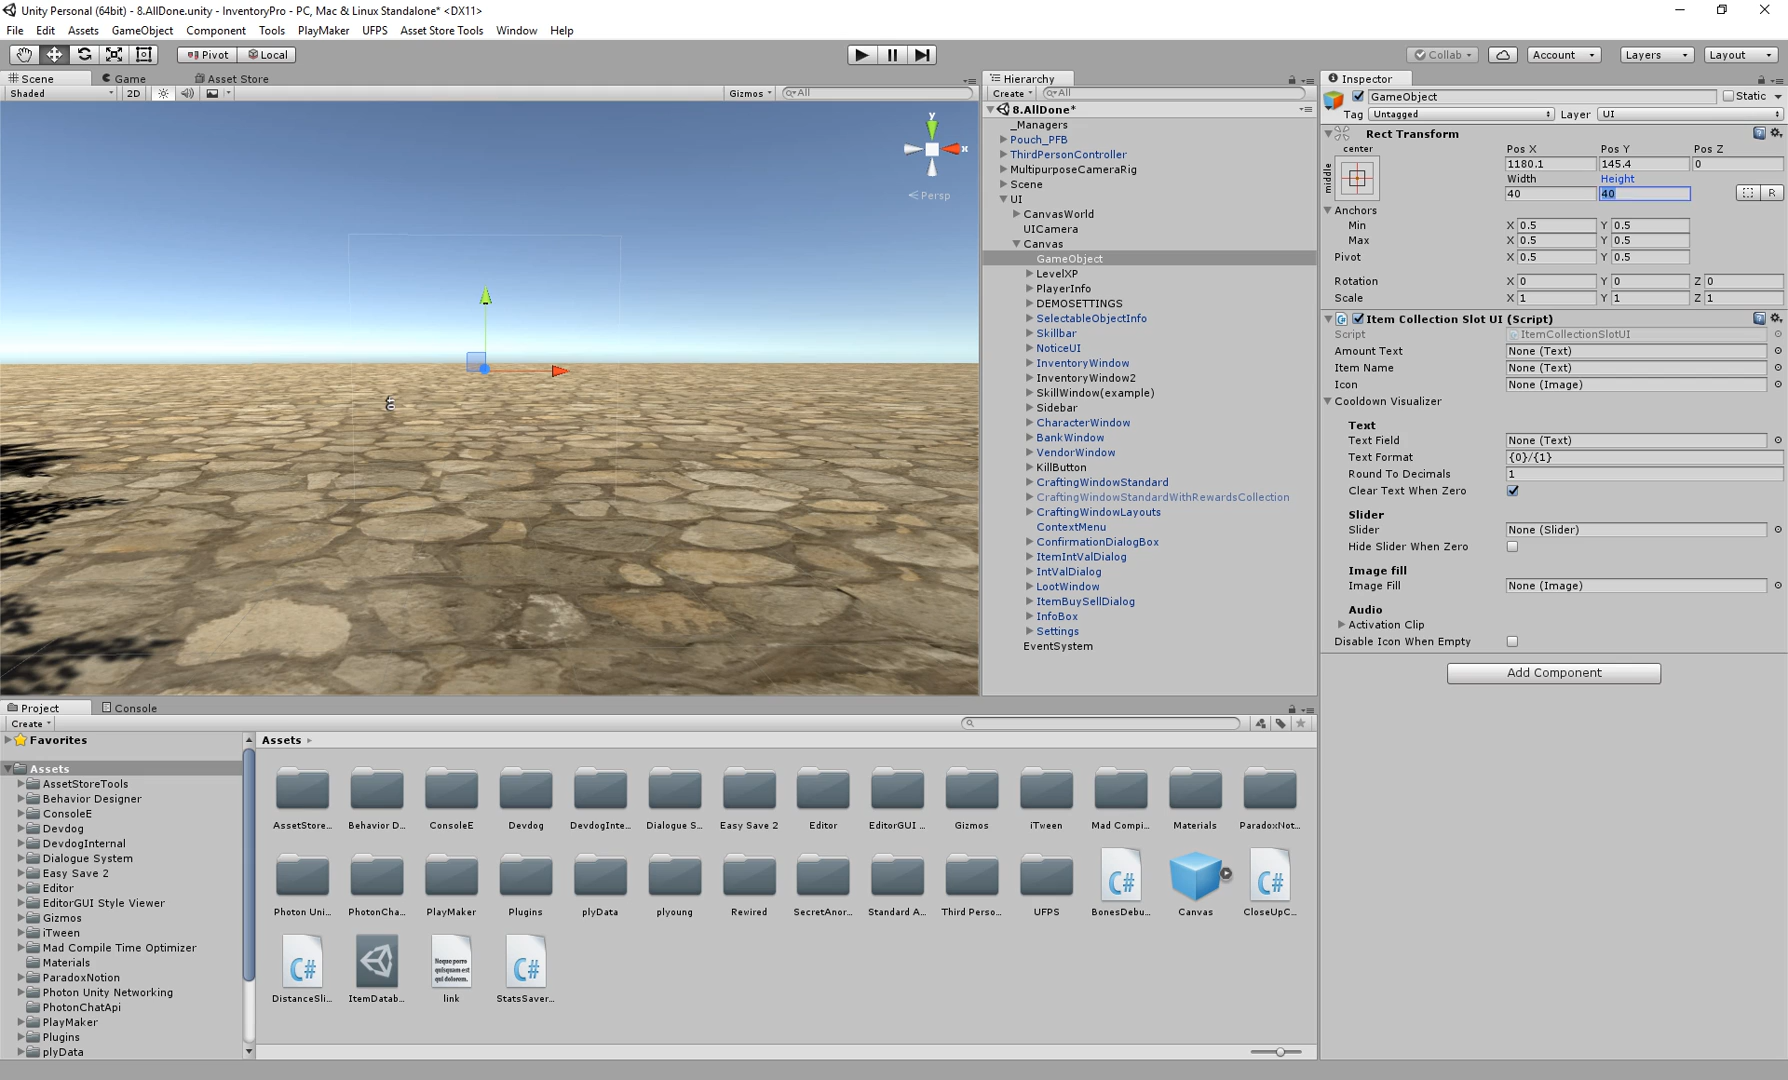 Unity Personal (64bit) - 8.AllDone.unity - InventoryPro - PC, Mac & Linux Standalone* <DX11>
File Edit Assets GameObject Component Tools PlayMaker UFPS Asset Store Tools Window Help
Pivot Local Collab Account Layers Layout
Scene Game Asset Store
Shaded 2D Gizmos All
y
x
Persp
Hierarchy
Create All
8.AllDone*
_Managers
Pouch_PFB
ThirdPersonController
MultipurposeCameraRig
Scene
UI
CanvasWorld
UICamera
Canvas
GameObject
LevelXP
PlayerInfo
DEMOSETTINGS
SelectableObjectInfo
Skillbar
NoticeUI
InventoryWindow
InventoryWindow2
SkillWindow(example)
Sidebar
CharacterWindow
BankWindow
VendorWindow
KillButton
CraftingWindowStandard
CraftingWindowStandardWithRewardsCollection
CraftingWindowLayouts
ContextMenu
ConfirmationDialogBox
ItemIntValDialog
IntValDialog
LootWindow
ItemBuySellDialog
InfoBox
Settings
EventSystem
Inspector
GameObject Static
Tag Untagged Layer UI
Rect Transform
center Pos X Pos Y Pos Z
middle 1180.1 145.4 0
Width Height
40 40 R
Anchors
Min X 0.5 Y 0.5
Max X 0.5 Y 0.5
Pivot X 0.5 Y 0.5
Rotation X 0 Y 0 Z 0
Scale X 1 Y 1 Z 1
Item Collection Slot UI (Script)
Script ItemCollectionSlotUI
Amount Text None (Text)
Item Name None (Text)
Icon None (Image)
Cooldown Visualizer
Text
Text Field None (Text)
Text Format {0}/{1}
Round To Decimals 1
Clear Text When Zero
Slider
Slider None (Slider)
Hide Slider When Zero
Image fill
Image Fill None (Image)
Audio
Activation Clip
Disable Icon When Empty
Add Component
Project Console
Create
Favorites
Assets
AssetStoreTools
Behavior Designer
ConsoleE
Devdog
DevdogInternal
Dialogue System
Easy Save 2
Editor
EditorGUI Style Viewer
Gizmos
iTween
Mad Compile Time Optimizer
Materials
ParadoxNotion
Photon Unity Networking
PhotonChatApi
PlayMaker
Plugins
plyData
Assets
AssetStore... Behavior D... ConsoleE Devdog DevdogInte... Dialogue S... Easy Save 2 Editor EditorGUI ... Gizmos iTween Mad Compi... Materials ParadoxNot...
C# C#
Photon Uni... PhotonCha... PlayMaker Plugins plyData plyoung Rewired SecretAnor... Standard A... Third Perso... UFPS BonesDebu... Canvas CloseUpC...
C# Neque porro quisquam est qui dolorem. C#
DistanceSli... ItemDatab... link StatsSaver...